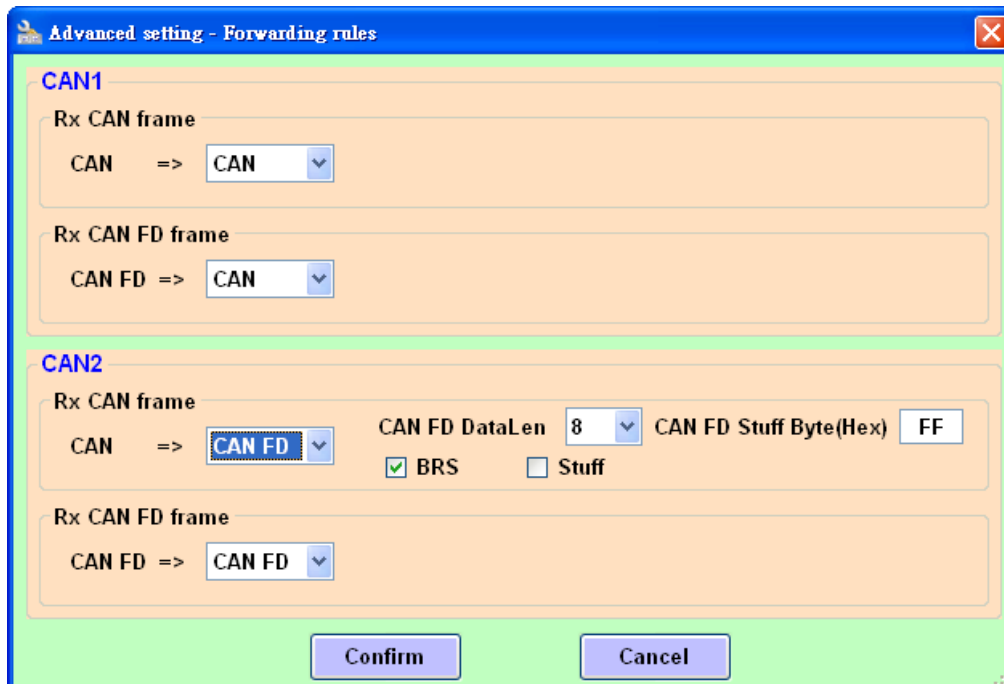 Advanced setting - Forwarding rules
CAN1
Rx CAN frame
CAN => CAN
Rx CAN FD frame
CAN FD => CAN
CAN2
Rx CAN frame
CAN => CAN FD CAN FD DataLen 8 CAN FD Stuff Byte(Hex) FF
BRS Stuff
Rx CAN FD frame
CAN FD => CAN FD
Confirm Cancel